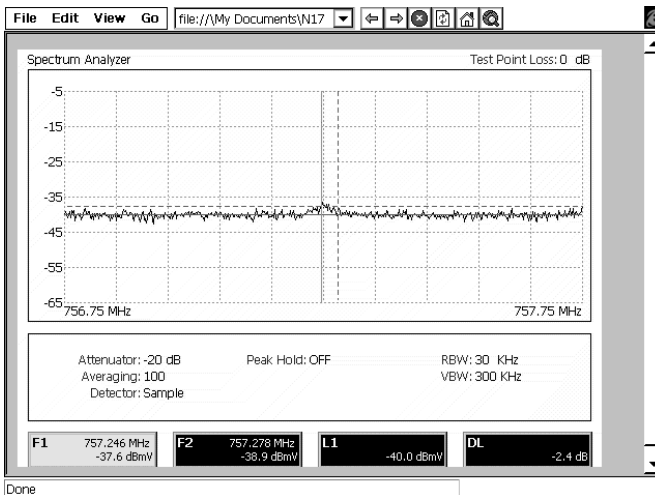 File Edit View Go file://\My Documents\N17
Spectrum Analyzer Test Point Loss: 0 dB
-5
-15
-25
-35
-45
-55
-65
756.75 MHz 757.75 MHz
Attenuator: -20 dB Peak Hold: OFF RBW: 30 KHz
Averaging: 100 VBW: 300 KHz
Detector: Sample
F1 757.246 MHz F2 757.278 MHz L1 DL
-37.6 dBmV -38.9 dBmV -40.0 dBmV -2.4 dB
Done